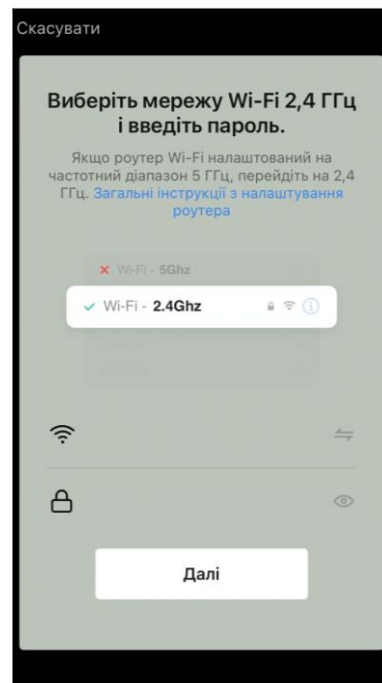 Скасувати
Виберіть мережу Wi-Fi 2,4 ГГц
і введіть пароль.
Якщо роутер Wi-Fi налаштований на
частотний діапазон 5 ГГц, перейдіть на 2,4
ГГц. Загальні інструкції з налаштування
роутера
Wi-Fi - 5Ghz
Wi-Fi - 2.4Ghz
Далі